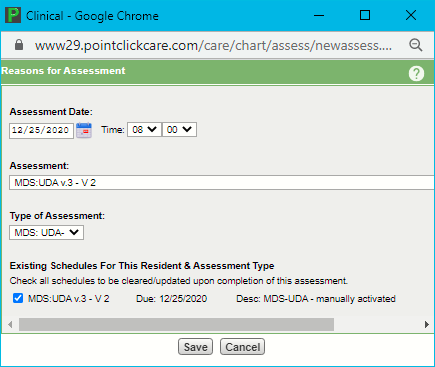 Clinical - Google Chrome
www29.pointclickcare.com/care/chart/assess/newassess....
Reasons for Assessment
?
Assessment Date:
12/25/2020 Time: 08 00
Assessment:
MDS:UDA v.3 - V 2
Type of Assessment:
MDS: UDA-
Existing Schedules For This Resident & Assessment Type
Check all schedules to be cleared/updated upon completion of this assessment.
MDS:UDA v.3 - V 2 Due: 12/25/2020 Desc: MDS-UDA - manually activated
Save Cancel